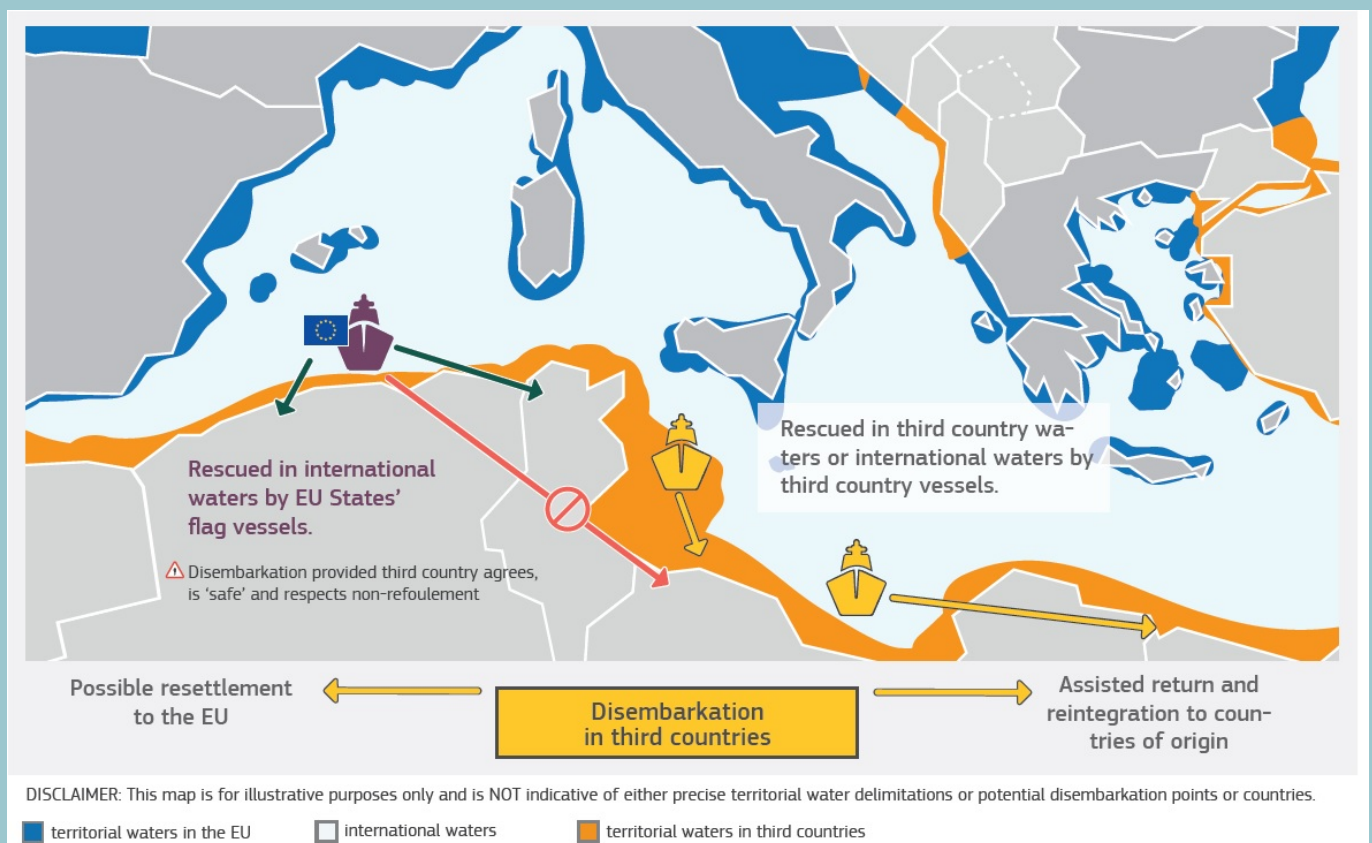 Rescued in international
waters by EU States’
flag vessels.
Disembarkation provided third country agrees,
is ‘safe’ and respects non-refoulement
Rescued in third country wa-
ters or international waters by
third country vessels.
Possible resettlement
to the EU
Disembarkation
in third countries
Assisted return and
reintegration to coun-
tries of origin
DISCLAIMER: This map is for illustrative purposes only and is NOT indicative of either precise territorial water delimitations or potential disembarkation points or countries.
territorial waters in the EU
international waters
territorial waters in third countries